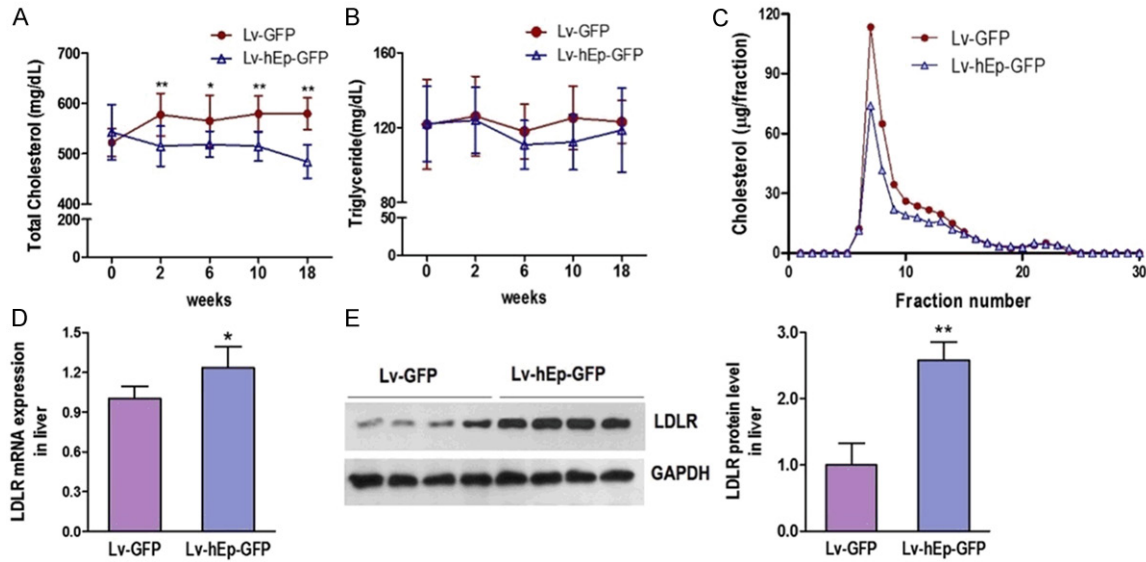 A
Lv-GFP
Lv-hEp-GFP
Total Cholesterol (mg/dL)
700
600
500
400
200
0
** * ** **
0 2 6 10 18
weeks
B
Lv-GFP
Lv-hEp-GFP
Triglyceride(mg/dL)
160
120
80
50
0
0 2 6 10 18
weeks
C
Lv-GFP
Lv-hEp-GFP
Cholesterol (µg/fraction)
120
90
60
30
0
0 10 20 30
Fraction number
D
LDLR mRNA expression
in liver
1.5
1.2
0.9
0.6
0.3
0.0
*
Lv-GFP Lv-hEp-GFP
E
Lv-GFP Lv-hEp-GFP
LDLR
GAPDH
LDLR protein level
in liver
3.0
2.0
1.0
0.0
**
Lv-GFP Lv-hEp-GFP